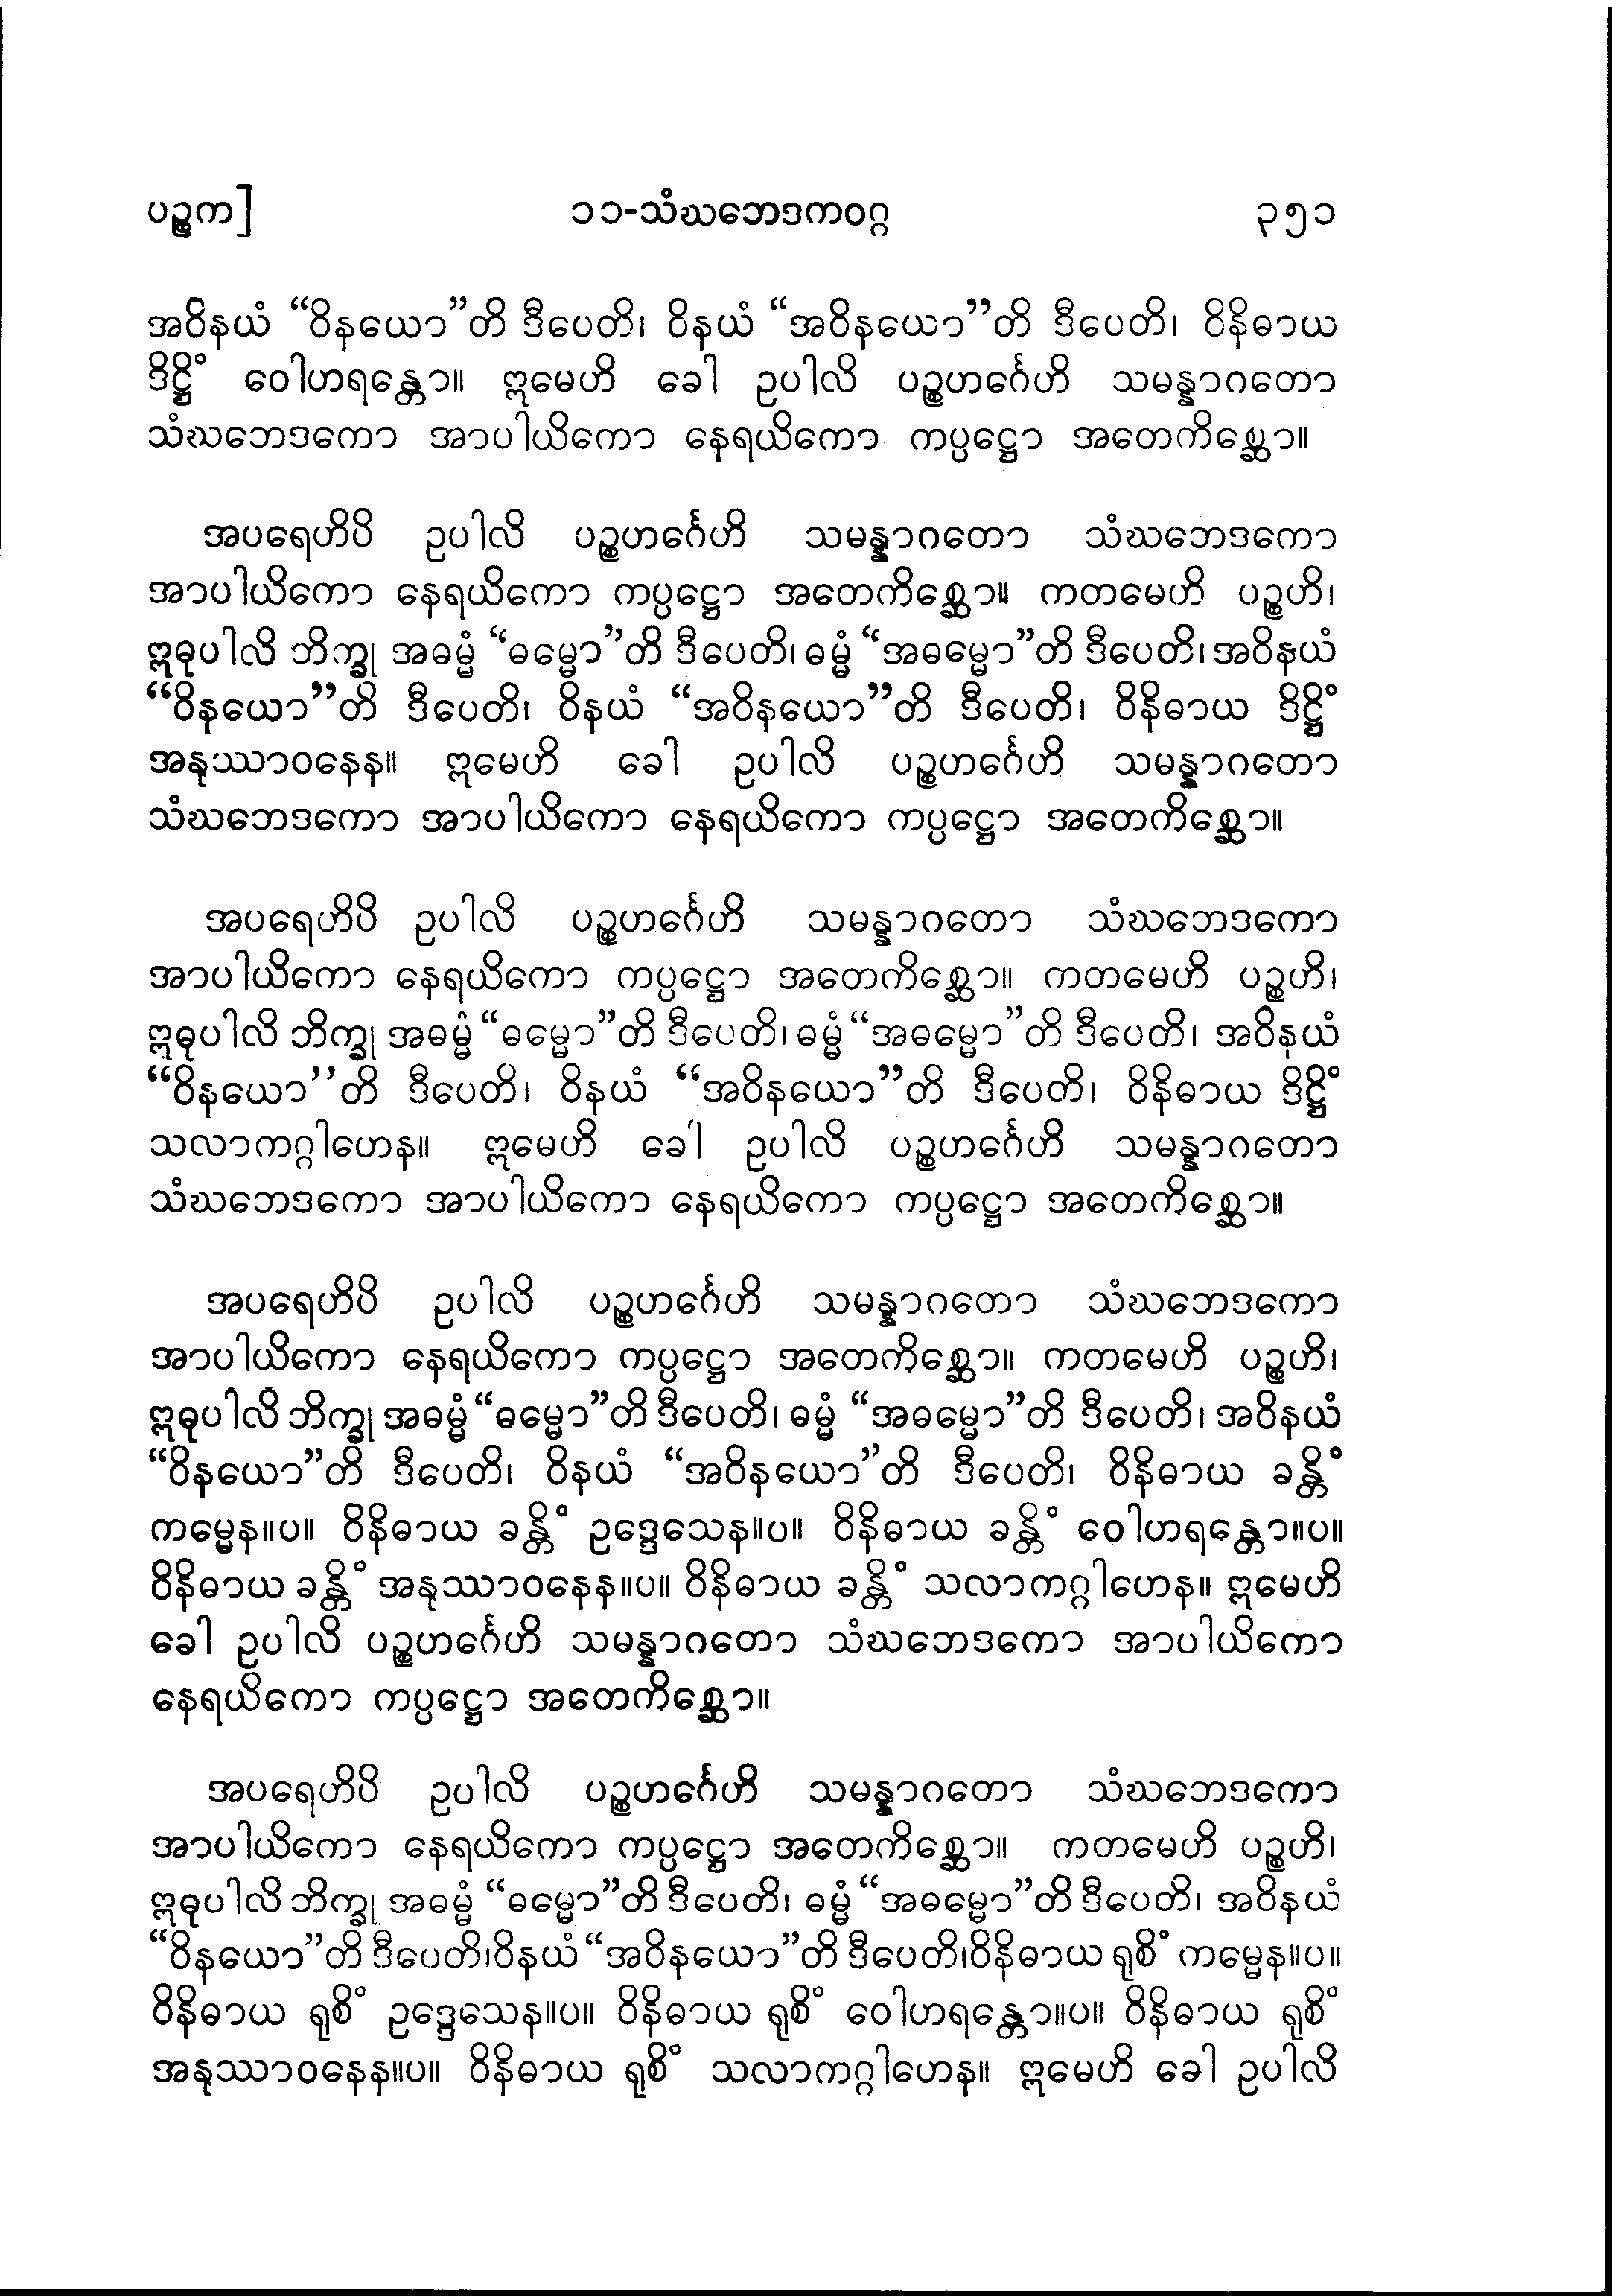 ပဉ္စက] ၁၁-သံဃဘေဒကဝဂ္ဂ ၃၅၁
အဝိနယံ “ဝိနယော”တိ ဒီပေတိ၊ ဝိနယံ “အဝိနယော”တိ ဒီပေတိ၊ ဝိနိဓာယ
ဒိဋ္ဌိံ ဝေါဟရန္တော။ ဣမေဟိ ခေါ ဥပါလိ ပဉ္စဟင်္ဂေဟိ သမန္နာဂတော
သံဃဘေဒကော အာပါယိကော နေရယိကော ကပ္ပဋ္ဌော အတေကိစ္ဆော။
အပရေဟိပိ ဥပါလိ ပဉ္စဟင်္ဂေဟိ သမန္နာဂတော သံဃဘေဒကော
အာပါယိကော နေရယိကော ကပ္ပဋ္ဌော အတေကိစ္ဆော။ ကတမေဟိ ပဉ္စဟိ၊
ဣဓုပါလိ ဘိက္ခု အဓမ္မံ “ဓမ္မော”တိ ဒီပေတိ၊ ဓမ္မံ “အဓမ္မော”တိ ဒီပေတိ၊ အဝိနယံ
“ဝိနယော”တိ ဒီပေတိ၊ ဝိနယံ “အဝိနယော”တိ ဒီပေတိ၊ ဝိနိဓာယ ဒိဋ္ဌိံ
အနုဿာဝနေန။ ဣမေဟိ ခေါ ဥပါလိ ပဉ္စဟင်္ဂေဟိ သမန္နာဂတော
သံဃဘေဒကော အာပါယိကော နေရယိကော ကပ္ပဋ္ဌော အတေကိစ္ဆော။
အပရေဟိပိ ဥပါလိ ပဉ္စဟင်္ဂေဟိ သမန္နာဂတော သံဃဘေဒကော
အာပါယိကော နေရယိကော ကပ္ပဋ္ဌော အတေကိစ္ဆော။ ကတမေဟိ ပဉ္စဟိ၊
ဣဓုပါလိ ဘိက္ခု အဓမ္မံ “ဓမ္မော”တိ ဒီပေတိ၊ ဓမ္မံ “အဓမ္မော”တိ ဒီပေတိ၊ အဝိနယံ
“ဝိနယော’’တိ ဒီပေတိ၊ ဝိနယံ “အဝိနယော”တိ ဒီပေတိ၊ ဝိနိဓာယ ဒိဋ္ဌိံ
သလာကဂ္ဂါဟေန။ ဣမေဟိ ခေါ ဥပါလိ ပဉ္စဟင်္ဂေဟိ သမန္နာဂတော
သံဃဘေဒကော အာပါယိကော နေရယိကော ကပ္ပဋ္ဌော အတေကိစ္ဆော။
အပရေဟိပိ ဥပါလိ ပဉ္စဟင်္ဂေဟိ သမန္နာဂတော သံဃဘေဒကော
အာပါယိကော နေရယိကော ကပ္ပဋ္ဌော အတေကိစ္ဆော။ ကတမေဟိ ပဉ္စဟိ၊
ဣဓုပါလိ ဘိက္ခု အဓမ္မံ “ဓမ္မော”တိ ဒီပေတိ၊ ဓမ္မံ “အဓမ္မော”တိ ဒီပေတိ၊ အဝိနယံ
“ဝိနယော”တိ ဒီပေတိ၊ ဝိနယံ “အဝိနယော”တိ ဒီပေတိ၊ ဝိနိဓာယ ခန္တိံ
ကမ္မေန။ပ။ ဝိနိဓာယ ခန္တိံ ဥဒ္ဒေသေန။ပ။ ဝိနိဓာယ ခန္တိံ ဝေါဟရန္တော။ပ။
ဝိနိဓာယ ခန္တိံ အနုဿာဝနေန။ပ။ ဝိနိဓာယ ခန္တိံ သလာကဂ္ဂါဟေန။ ဣမေဟိ
ခေါ ဥပါလိ ပဉ္စဟင်္ဂေဟိ သမန္နာဂတော သံဃဘေဒကော အာပါယိကော
နေရယိကော ကပ္ပဋ္ဌော အတေကိစ္ဆော။
အပရေဟိပိ ဥပါလိ ပဉ္စဟင်္ဂေဟိ သမန္နာဂတော သံဃဘေဒကော
အာပါယိကော နေရယိကော ကပ္ပဋ္ဌော အတေကိစ္ဆော။ ကတမေဟိ ပဉ္စဟိ၊
ဣဓုပါလိ ဘိက္ခု အဓမ္မံ “ဓမ္မော”တိ ဒီပေတိ၊ ဓမ္မံ “အဓမ္မော”တိ ဒီပေတိ၊ အဝိနယံ
“ဝိနယော”တိ ဒီပေတိ၊ဝိနယံ “အဝိနယော”တိ ဒီပေတိ၊ဝိနိဓာယ ရုစိံ ကမ္မေန။ပ။
ဝိနိဓာယ ရုစိံ ဥဒ္ဒေသေန။ပ။ ဝိနိဓာယ ရုစိံ ဝေါဟရန္တော။ပ။ ဝိနိဓာယ ရုစိံ
အနုဿာဝနေန။ပ။ ဝိနိဓာယ ရုစိံ သလာကဂ္ဂါဟေန။ ဣမေဟိ ခေါ ဥပါလိ